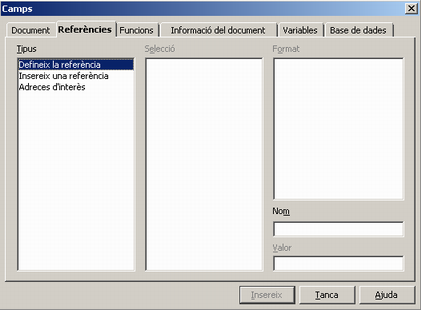 Camps
Document Referències Funcions Informació del document Variables Base de dades
Tipus Selecció Format
Defineix la referència
Insereix una referència
Adreces d'interès
Nom
Valor
Insereix Tanca Ajuda